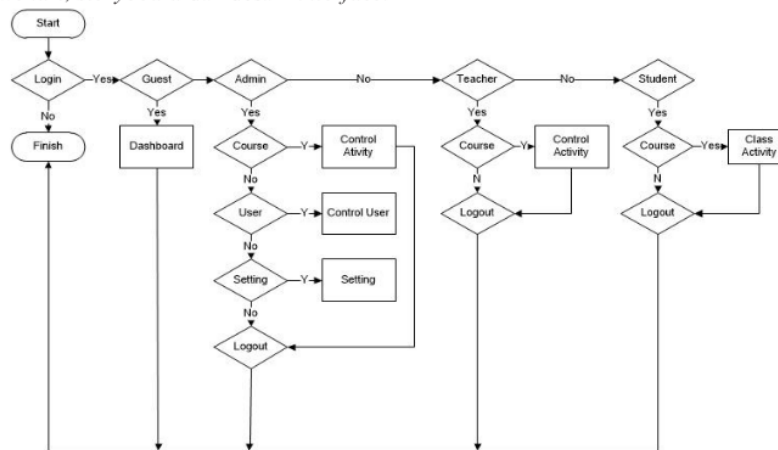 Start
Login
Yes
Guest
Admin
No
Teacher
No
Student
No
Yes
Yes
Yes
Yes
Finish
Dashboard
Course
Y
Control
Ativity
Course
Y
Control
Activity
Course
Yes
Class
Activity
No
N
N
User
Y
Control User
Logout
Logout
No
Setting
Y
Setting
No
Logout